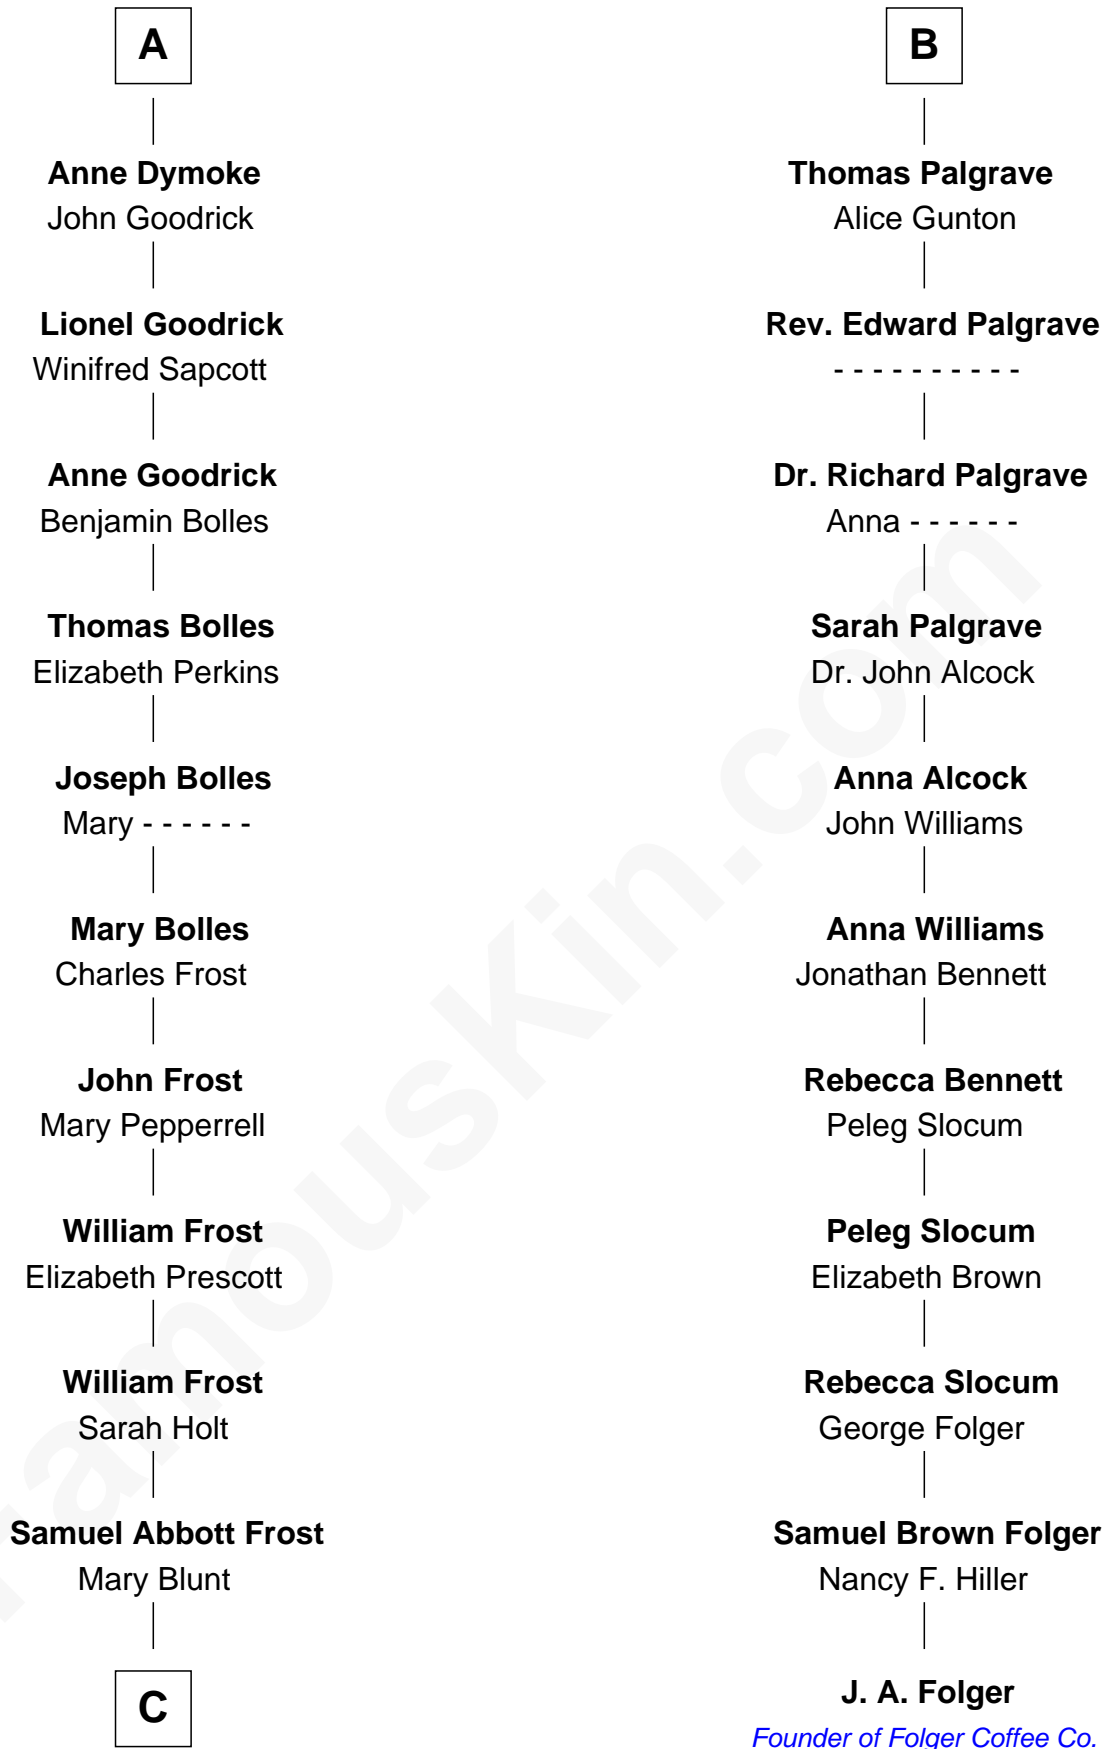 A
Anne Dymoke
John Goodrick
Lionel Goodrick
Winifred Sapcott
Anne Goodrick
Benjamin Bolles
Thomas Bolles
Elizabeth Perkins
Joseph Bolles
Mary - - - - - -
Mary Bolles
Charles Frost
John Frost
Mary Pepperrell
William Frost
Elizabeth Prescott
William Frost
Sarah Holt
Samuel Abbott Frost
Mary Blunt
C
B
Thomas Palgrave
Alice Gunton
Rev. Edward Palgrave
- - - - - - - - - -
Dr. Richard Palgrave
Anna - - - - - -
Sarah Palgrave
Dr. John Alcock
Anna Alcock
John Williams
Anna Williams
Jonathan Bennett
Rebecca Bennett
Peleg Slocum
Peleg Slocum
Elizabeth Brown
Rebecca Slocum
George Folger
Samuel Brown Folger
Nancy F. Hiller
J. A. Folger
Founder of Folger Coffee Co.
FamousKin.com